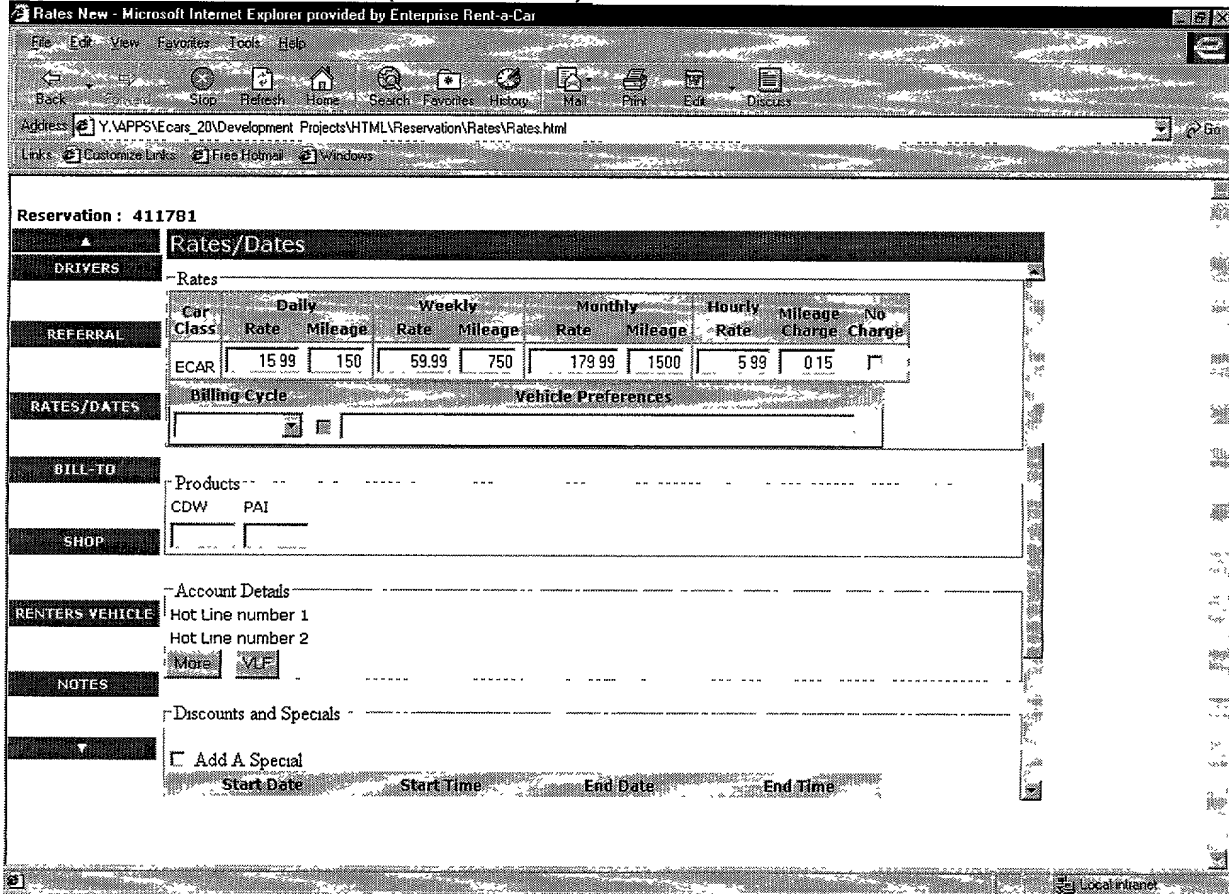 Rates New - Microsoft Internet Explorer provided by Enterprise Rent-a-Car
File Edit View Favorites Tools Help
Back Forward Stop Refresh Home Search Favorites History Mail Print Edit Discuss
Address Y:\APPS\Ecars_20\Development Projects\HTML\Reservation\Rates\Rates.html Go
Links Customize Links Free Hotmail Windows
Reservation : 411781
Rates/Dates
DRIVERS
REFERRAL
RATES/DATES
BILL-TO
SHOP
RENTERS VEHICLE
NOTES
Rates
Car Class Daily Rate Mileage Weekly Rate Mileage Monthly Rate Mileage Hourly Rate Mileage Charge No Charge
ECAR 15 99 150 59.99 750 179 99 1500 5 99 0 15
Billing Cycle Vehicle Preferences
Products
CDW PAI
Account Details
Hot Line number 1
Hot Line number 2
More VLF
Discounts and Specials
Add A Special
Start Date Start Time End Date End Time
Local intranet